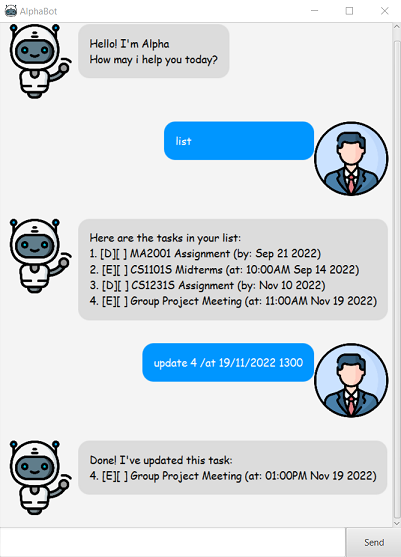 AlphaBot
Hello! I'm Alpha
How may i help you today?
list
Here are the tasks in your list:
1. [D][ ] MA2001 Assignment (by: Sep 21 2022)
2. [E][ ] CS1101S Midterms (at: 10:00AM Sep 14 2022)
3. [D][ ] CS1231S Assignment (by: Nov 10 2022)
4. [E][ ] Group Project Meeting (at: 11:00AM Nov 19 2022)
update 4 /at 19/11/2022 1300
Done! I've updated this task:
4. [E][ ] Group Project Meeting (at: 01:00PM Nov 19 2022)
Send